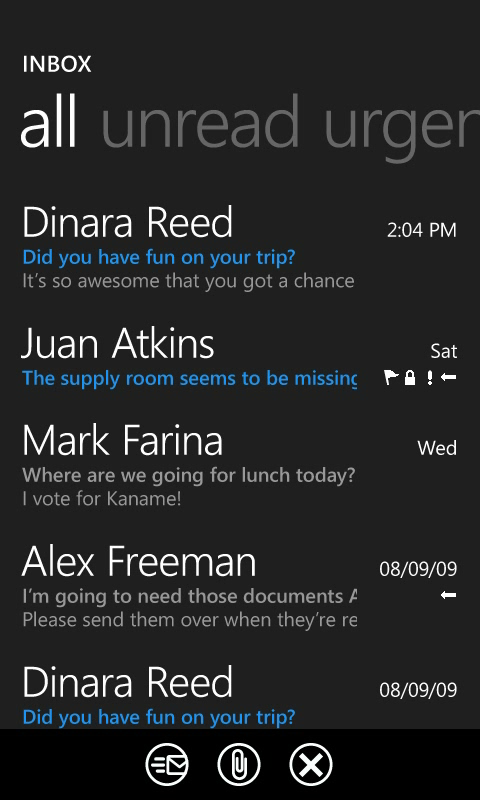 INBOX
all unread urgen
Dinara Reed
2:04 PM
Did you have fun on your trip?
It's so awesome that you got a chance
Juan Atkins
Sat
The supply room seems to be missing
Mark Farina
Wed
Where are we going for lunch today?
I vote for Kaname!
Alex Freeman
08/09/09
I'm going to need those documents A
Please send them over when they're re
Dinara Reed
08/09/09
Did you have fun on your trip?